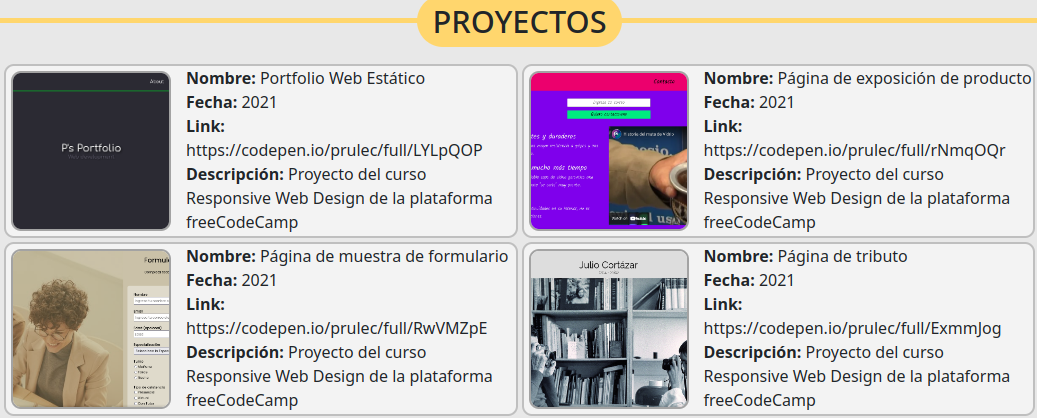 PROYECTOS
About
P's Portfolio
Nombre: Portfolio Web Estático
Fecha: 2021
Link:
https://codepen.io/prulec/full/LYLpQOP
Descripción: Proyecto del curso
Responsive Web Design de la plataforma
freeCodeCamp
Nombre: Página de exposición de producto
Fecha: 2021
Link:
https://codepen.io/prulec/full/rNmqOQr
Descripción: Proyecto del curso
Responsive Web Design de la plataforma
freeCodeCamp
Nombre: Página de muestra de formulario
Fecha: 2021
Link:
https://codepen.io/prulec/full/RwVMZpE
Descripción: Proyecto del curso
Responsive Web Design de la plataforma
freeCodeCamp
Julio Cortázar
Nombre: Página de tributo
Fecha: 2021
Link:
https://codepen.io/prulec/full/ExmmJog
Descripción: Proyecto del curso
Responsive Web Design de la plataforma
freeCodeCamp